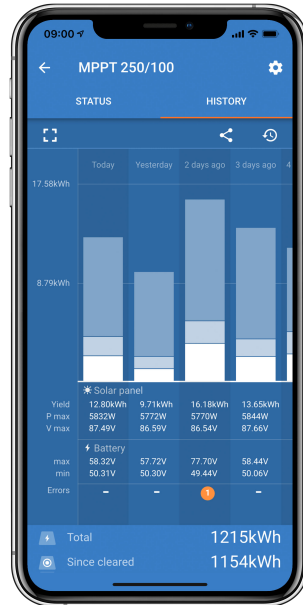 09:00
MPPT 250/100
STATUS HISTORY
Today Yesterday 2 days ago 3 days ago 4
17.58kWh
8.79kWh
Solar panel
Yield 12.80kWh 9.71kWh 16.18kWh 13.65kWh
P max 5832W 5772W 5770W 5844W
V max 87.49V 86.59V 86.54V 87.66V
Battery
max 58.32V 57.72V 77.70V 58.44V
min 50.31V 50.30V 49.44V 50.06V
Errors – – 1 –
Total 1215kWh
Since cleared 1154kWh